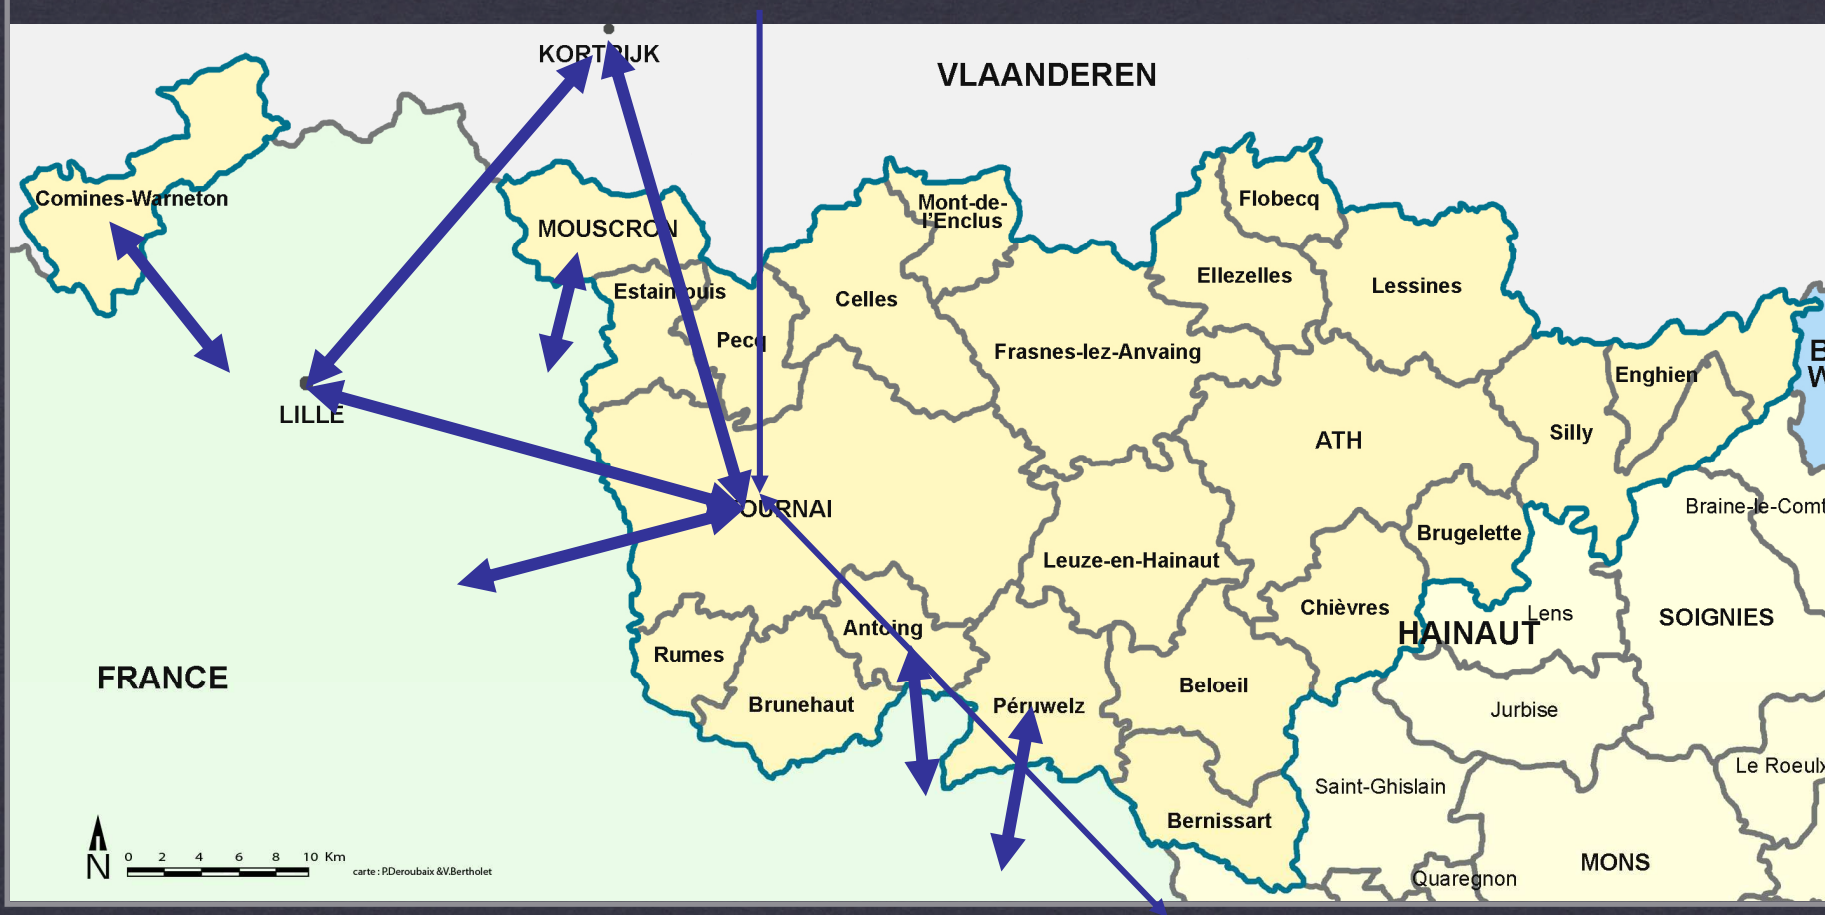 KORTRIJK
VLAANDEREN
Comines-Warneton
MOUSCRON
Mont-de-
l'Enclus
Flobecq
Estaimpuis
Celles
Ellezelles
Lessines
Pecq
Frasnes-lez-Anvaing
B
W
Enghien
LILLE
ATH
Silly
TOURNAI
Braine-le-Comt
Leuze-en-Hainaut
Brugelette
Chièvres
Lens
SOIGNIES
HAINAUT
Antoing
Rumes
FRANCE
Brunehaut
Péruwelz
Beloeil
Jurbise
Le Roeulx
Saint-Ghislain
Bernissart
MONS
Quaregnon
N
0 2 4 6 8 10 Km
carte : P.Deroubaix &V.Bertholet